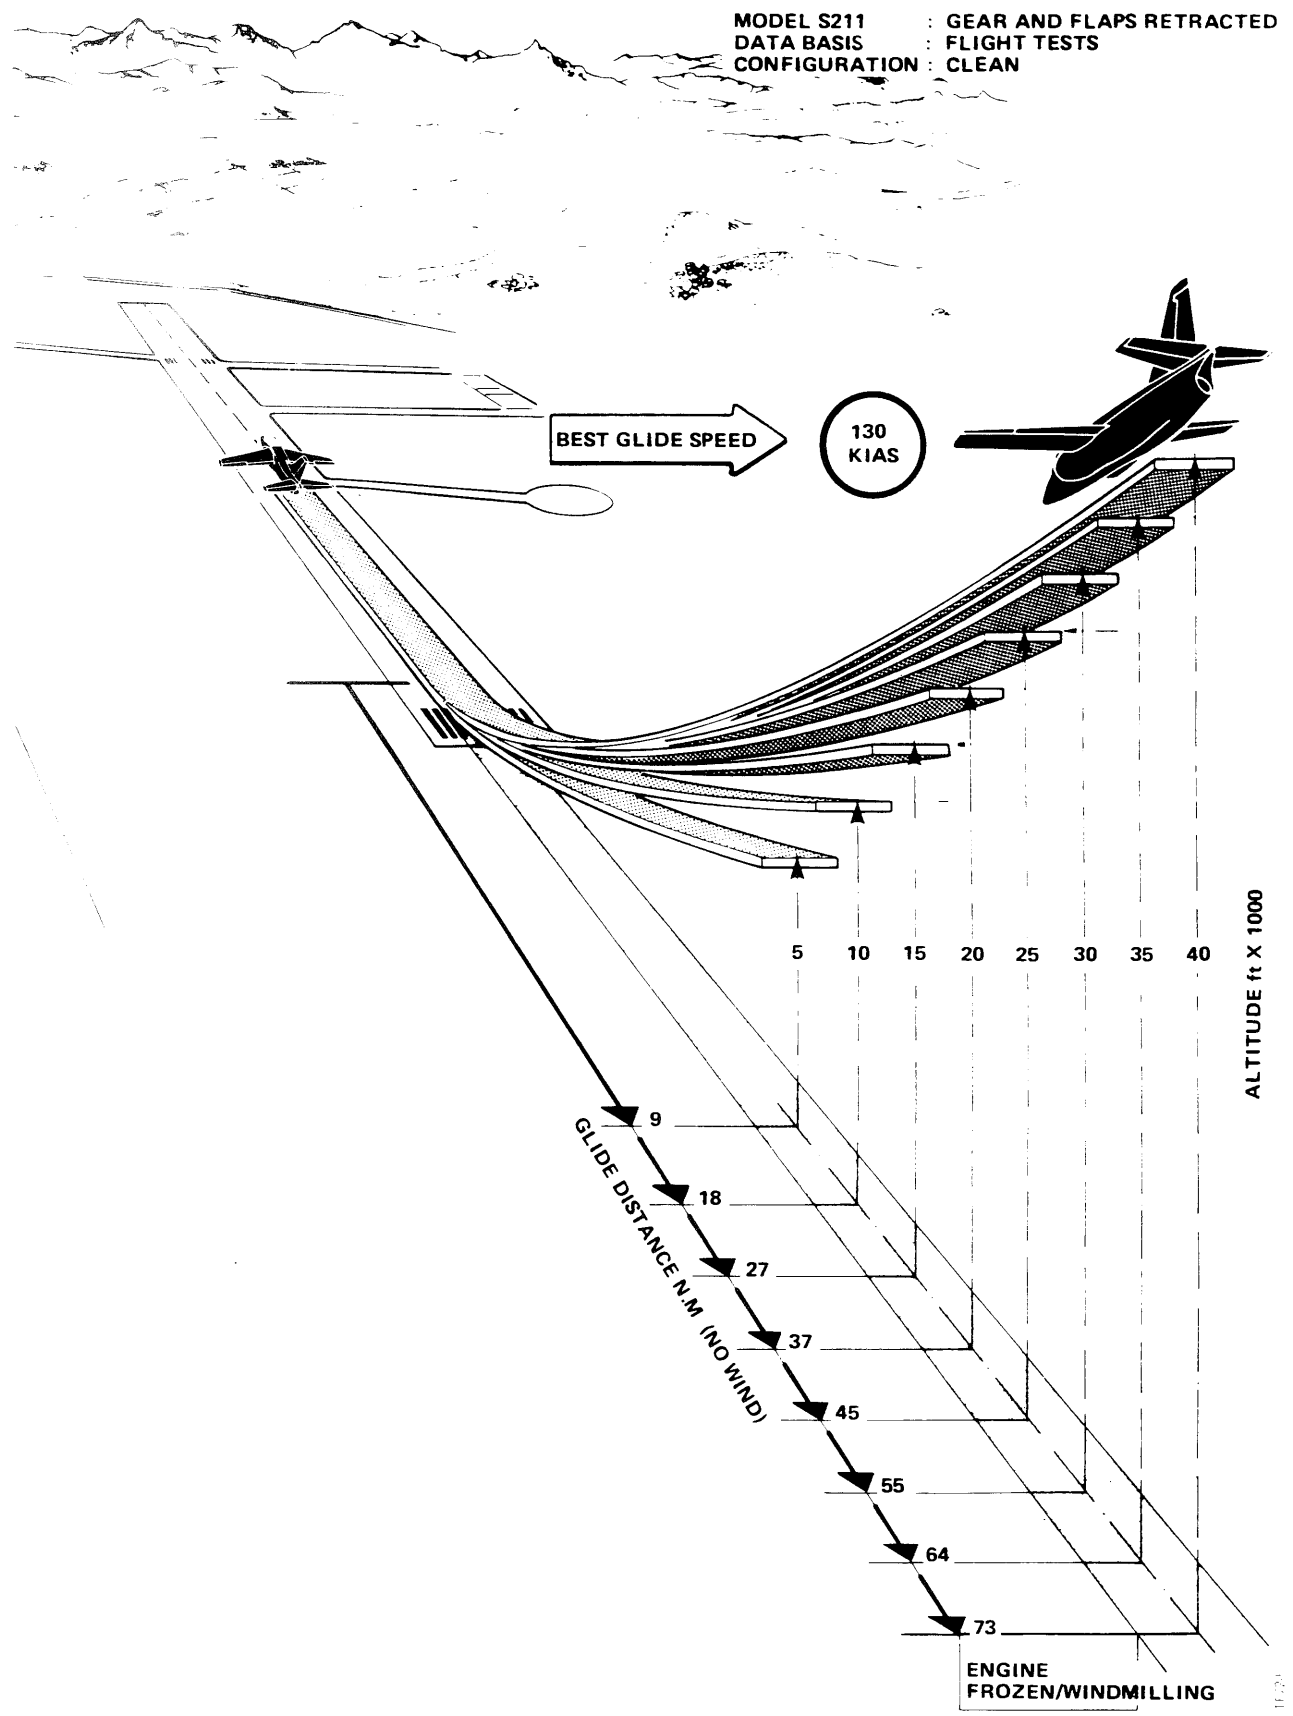 MODEL S211 : GEAR AND FLAPS RETRACTED
DATA BASIS : FLIGHT TESTS
CONFIGURATION : CLEAN
BEST GLIDE SPEED
130
KIAS
5 10 15 20 25 30 35 40
ALTITUDE ft X 1000
9
18
27
37
45
55
64
73
GLIDE DISTANCE N.M (NO WIND)
ENGINE
FROZEN/WINDMILLING